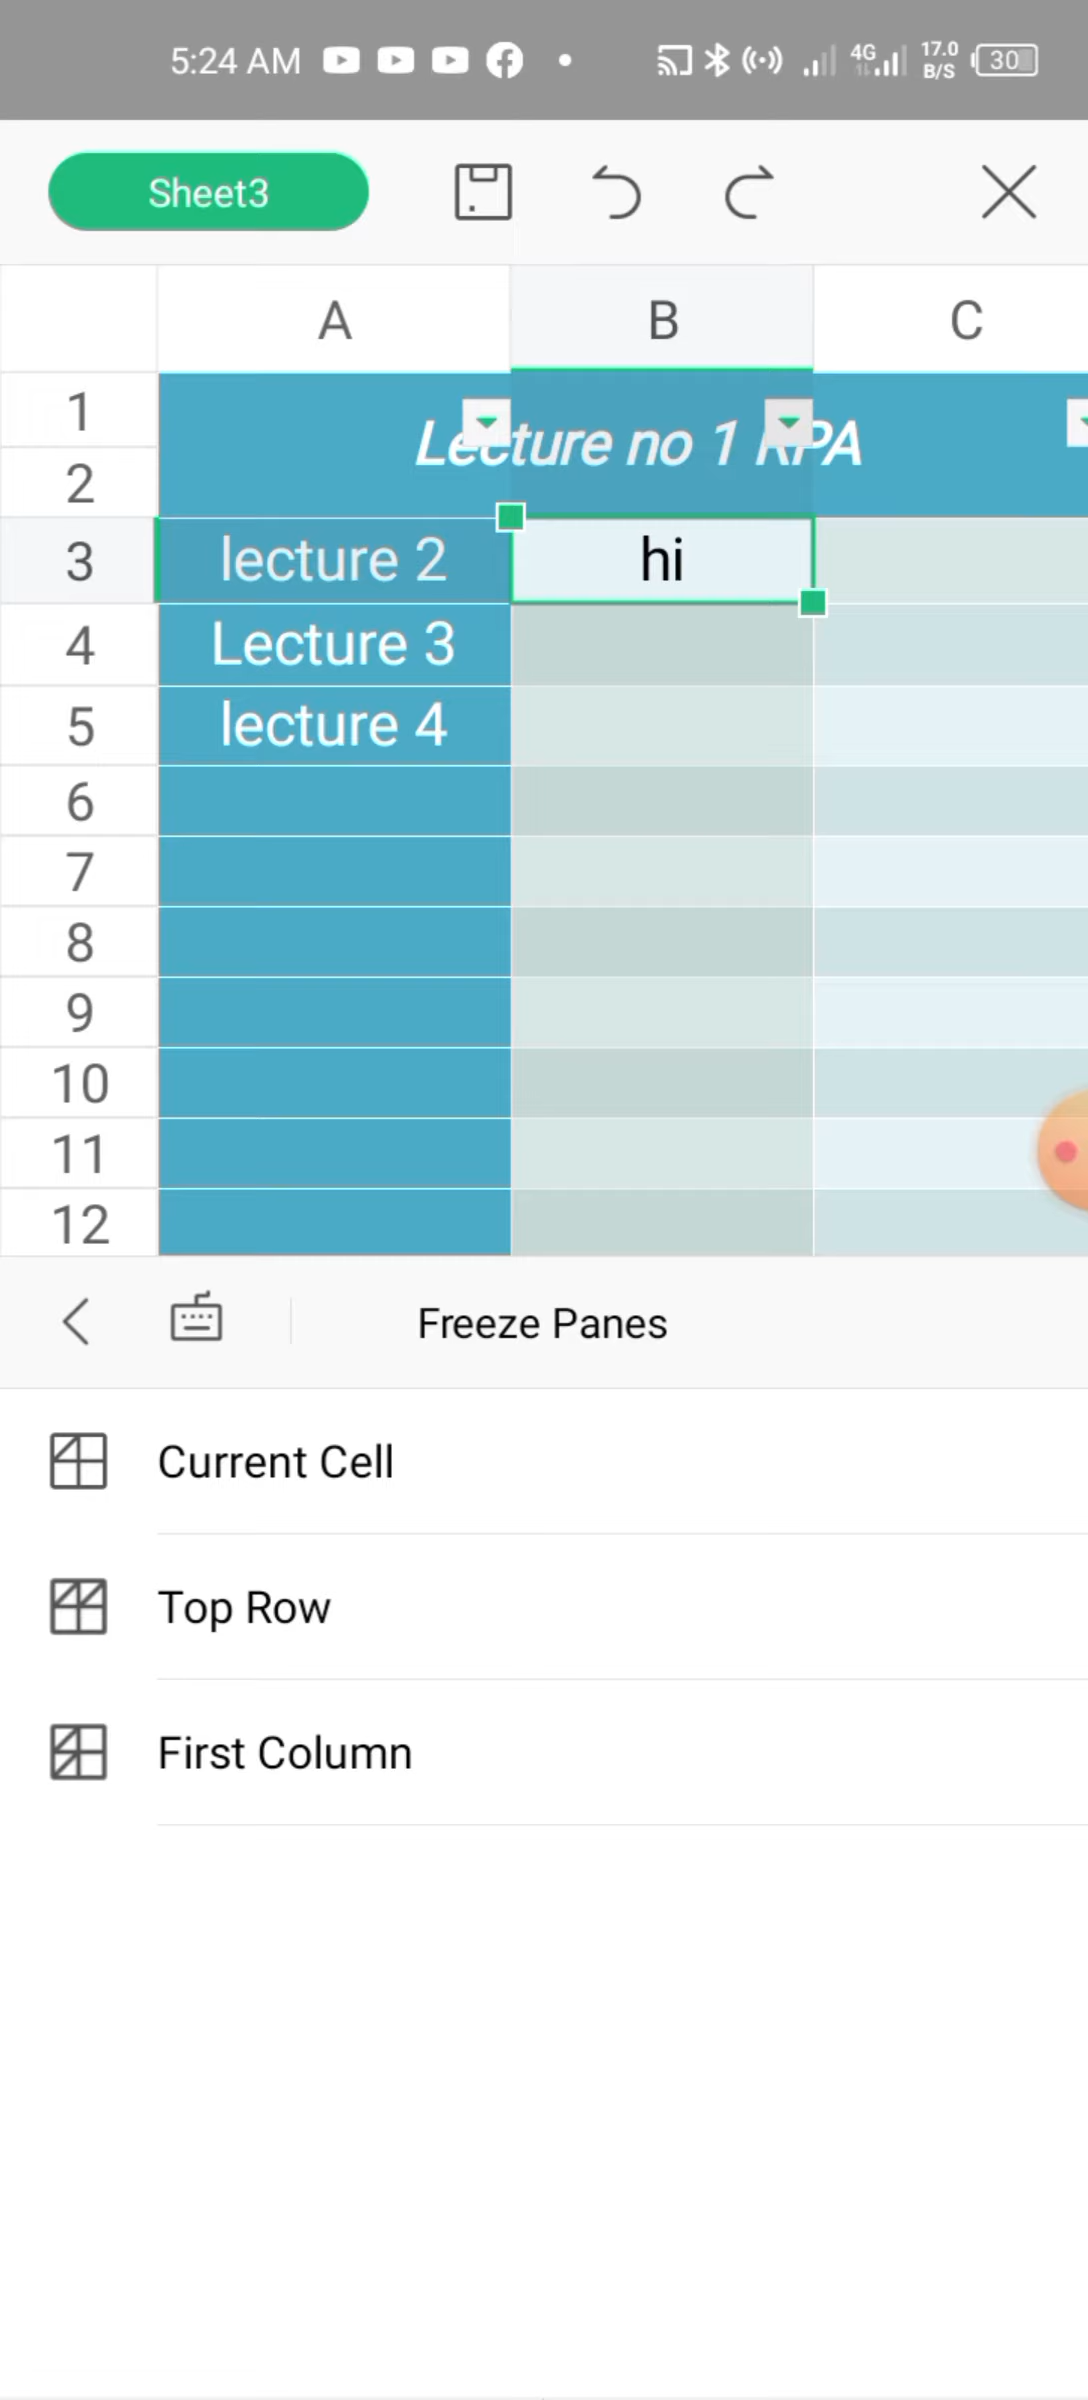 5:24 AM 4G 17.0 B/S 30
Sheet3
A B C
1
Lecture no 1 RPA
2
3 lecture 2 hi
4 Lecture 3
5 lecture 4
6
7
8
9
10
11
12
Freeze Panes
Current Cell
Top Row
First Column